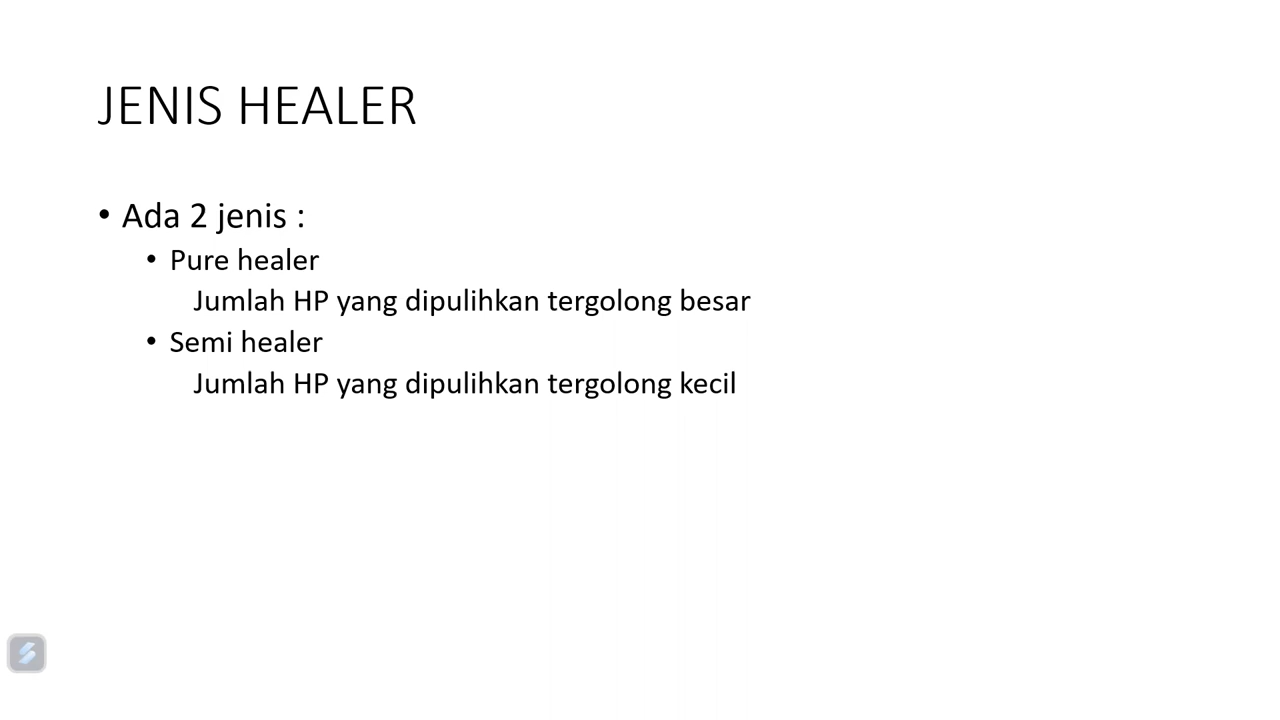 JENIS HEALER
• Ada 2 jenis :
• Pure healer
Jumlah HP yang dipulihkan tergolong besar
• Semi healer
Jumlah HP yang dipulihkan tergolong kecil